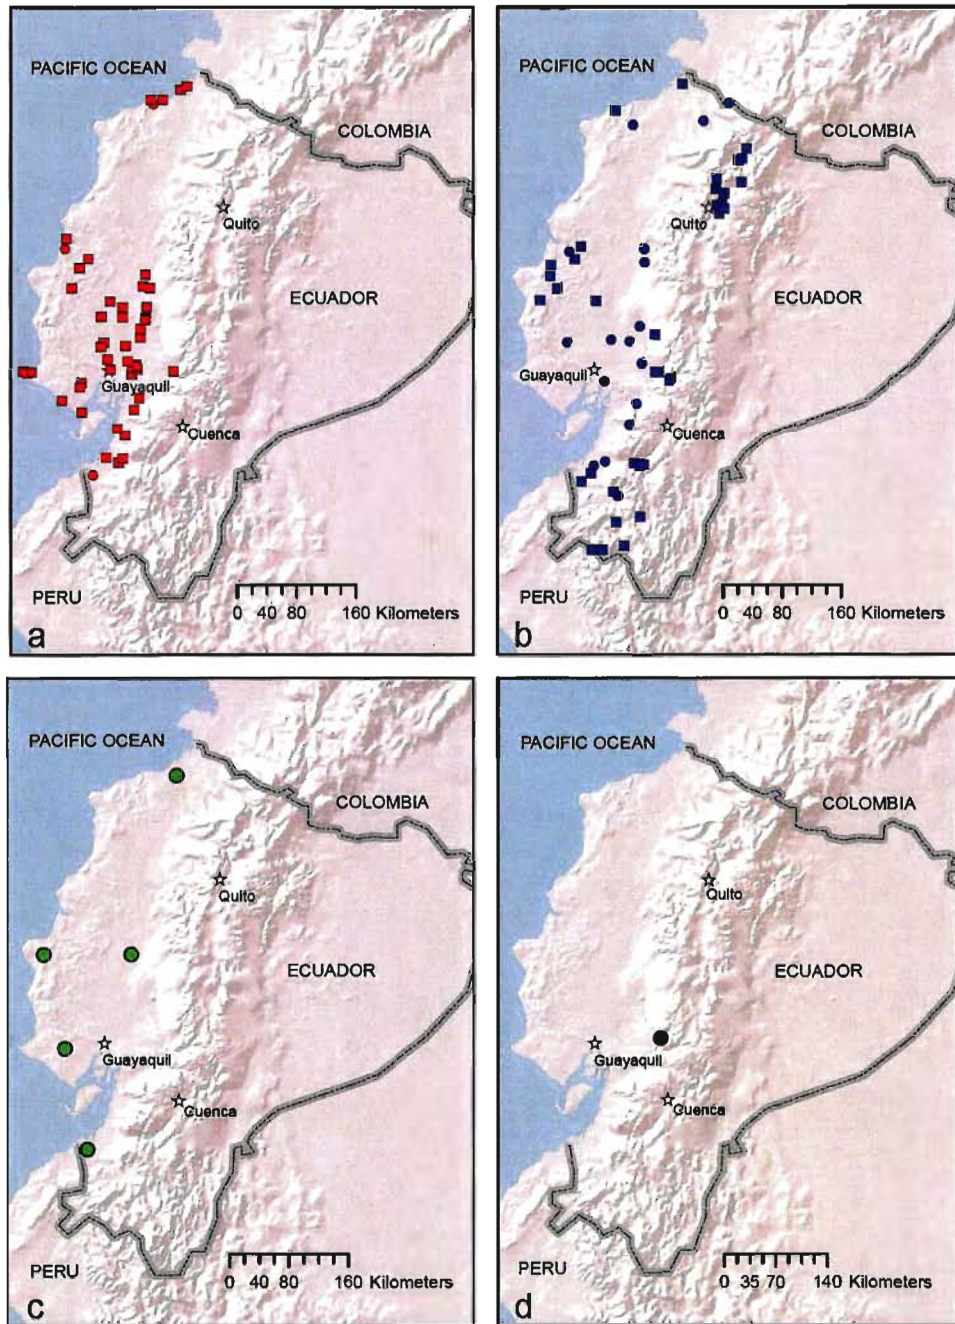 PACIFIC OCEAN
COLOMBIA
Quito
ECUADOR
Guayaquil
Cuenca
PERU
0 40 80 160 Kilometers
a
PACIFIC OCEAN
COLOMBIA
Quito
ECUADOR
Guayaquil
Cuenca
PERU
0 40 80 160 Kilometers
b
PACIFIC OCEAN
COLOMBIA
Quito
ECUADOR
Guayaquil
Cuenca
PERU
0 40 80 160 Kilometers
c
PACIFIC OCEAN
COLOMBIA
Quito
ECUADOR
Guayaquil
Cuenca
PERU
0 35 70 140 Kilometers
d